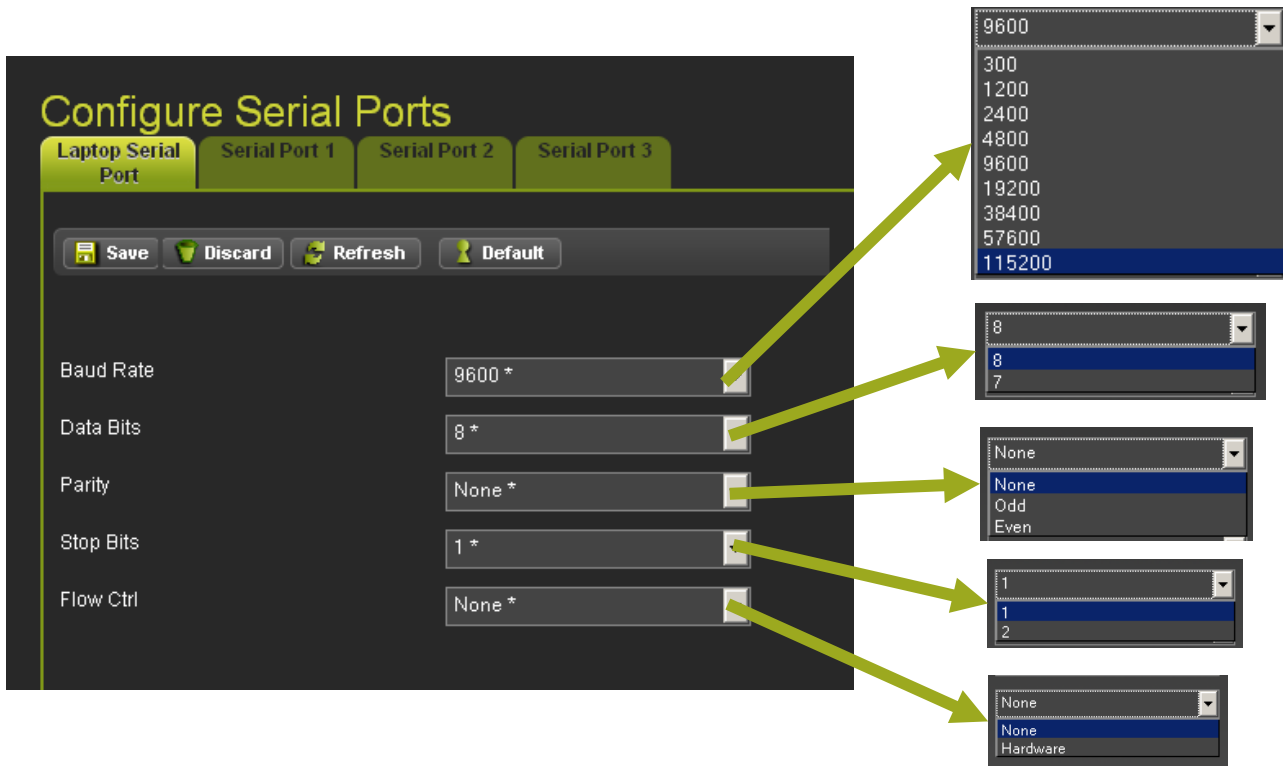 Configure Serial Ports
Laptop Serial
Port
Serial Port 1
Serial Port 2
Serial Port 3
Save
Discard
Refresh
Default
Baud Rate
9600 *
Data Bits
8 *
Parity
None *
Stop Bits
1 *
Flow Ctrl
None *
9600
300
1200
2400
4800
9600
19200
38400
57600
115200
8
8
7
None
None
Odd
Even
1
1
2
None
None
Hardware